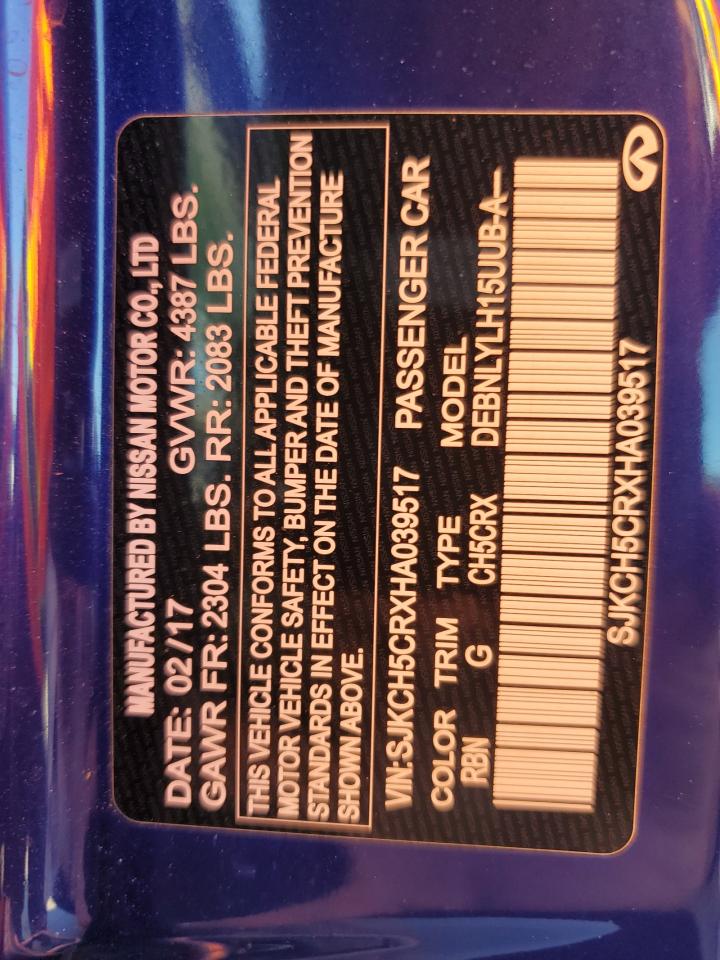 MANUFACTURED BY NISSAN MOTOR CO., LTD
DATE: 02/17 GVWR: 4387 LBS.
GAWR FR: 2304 LBS. RR: 2083 LBS.
THIS VEHICLE CONFORMS TO ALL APPLICABLE FEDERAL
MOTOR VEHICLE SAFETY, BUMPER AND THEFT PREVENTION
STANDARDS IN EFFECT ON THE DATE OF MANUFACTURE
SHOWN ABOVE.
VIN:SJKCH5CRXHA039517 PASSENGER CAR
COLOR TRIM TYPE MODEL
RBN G CH5CRX DEBNLYLH15UUB-A—
SJKCH5CRXHA039517